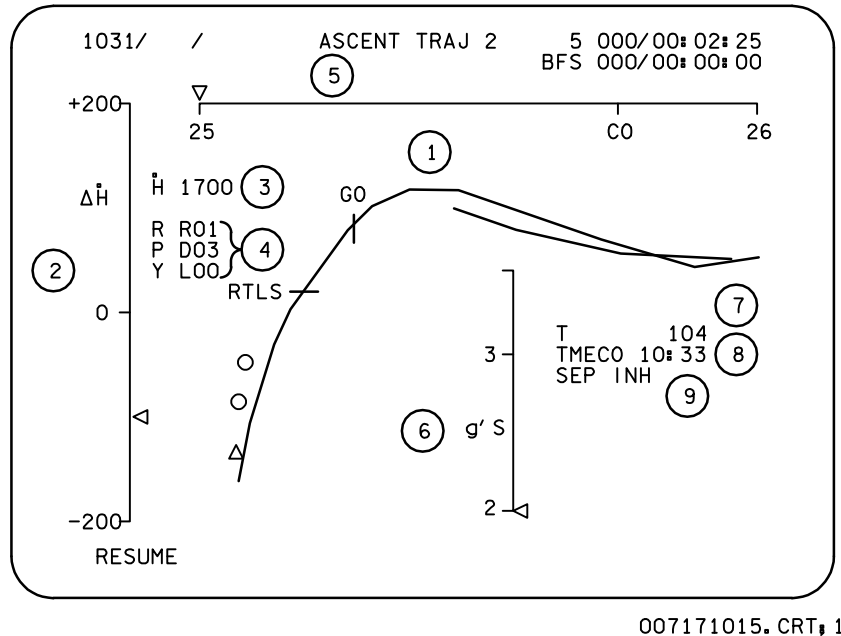 1031/ / ASCENT TRAJ 2 5 000/00:02:25
BFS 000/00:00:00
5
+200
25 CO 26
1
ΔḢ
Ḣ 1700 3
GO
R R01
P D03 4
Y L00
2
RTLS
0
7
T 104
3
TMECO 10:33 8
SEP INH
9
6 g' S
2
-200
RESUME
007171015.CRT;1